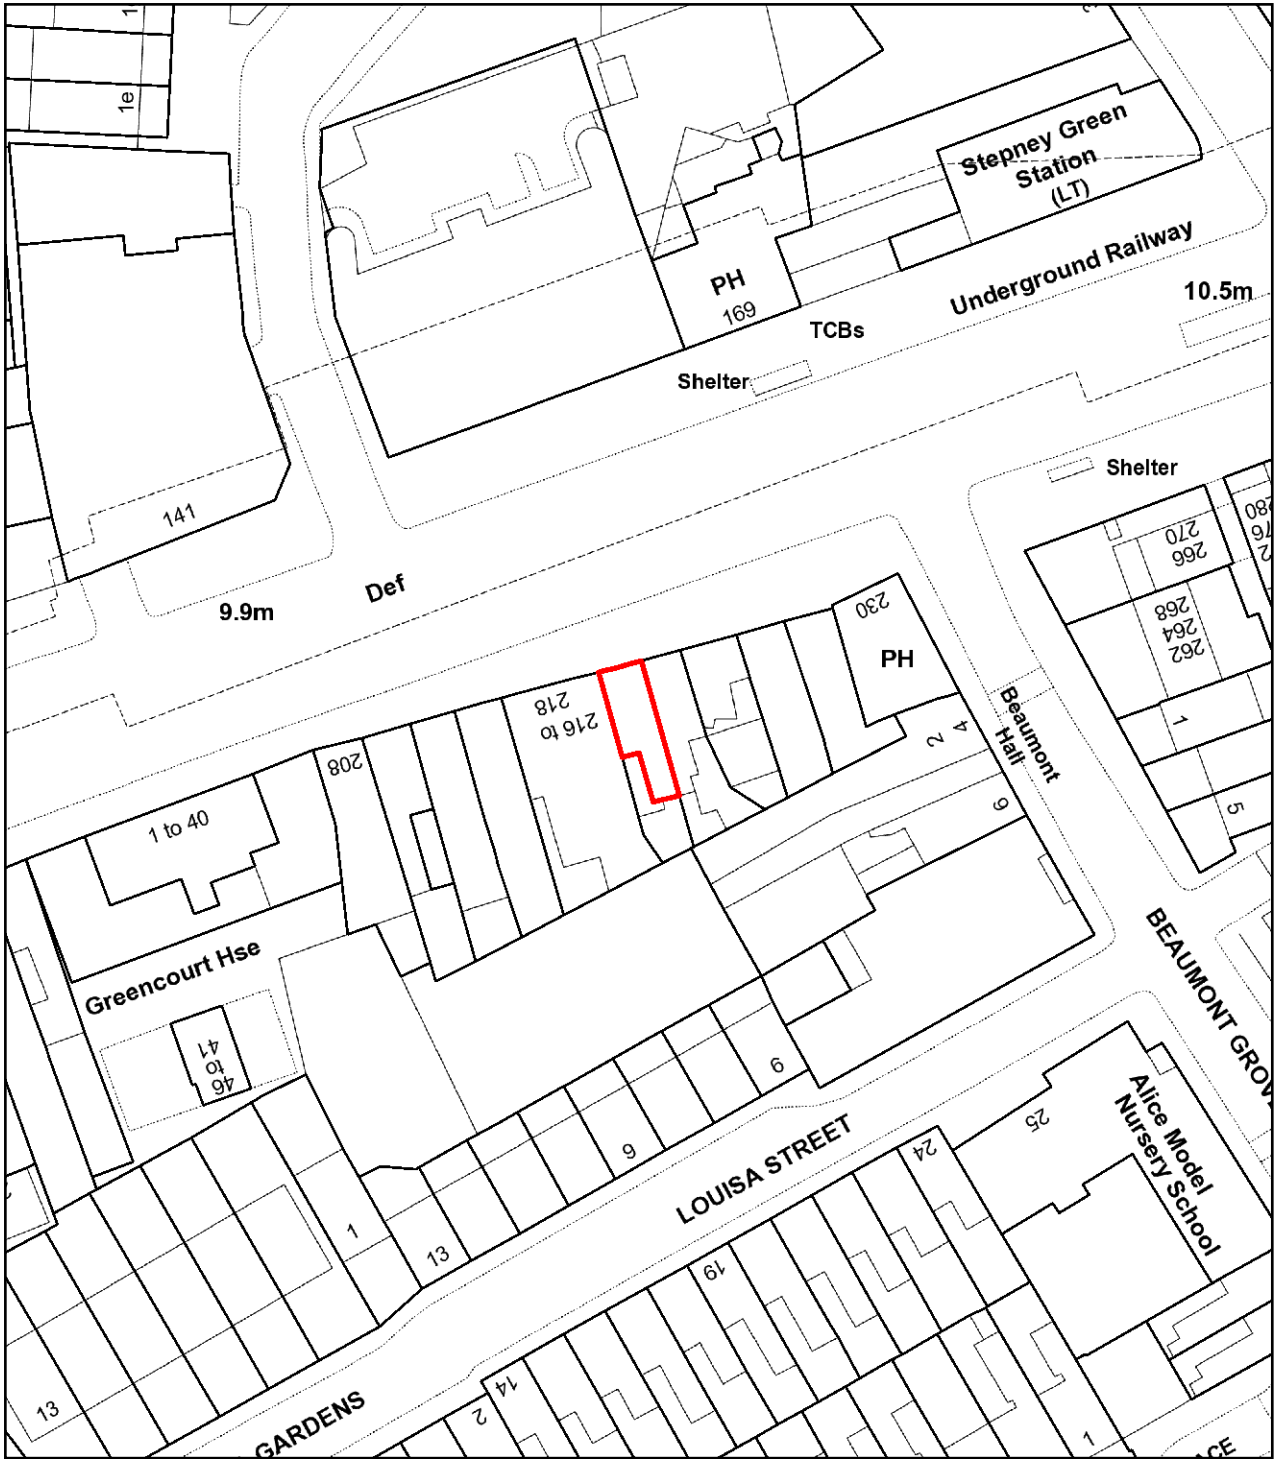 1e
Stepney Green
Station
(LT)
Underground Railway
10.5m
PH
169
TCBs
Shelter
Shelter
141
Def
9.9m
280
270
266
268
264
262
230
PH
218
216 to
208
1 to 40
Beaumont
Hall
2
4
1
5
9
Greencourt Hse
46
to
41
BEAUMONT GROV
9
6
LOUISA STREET
24
25
Alice Model
Nursery School
1
13
19
13
14
2
GARDENS
1
ACE